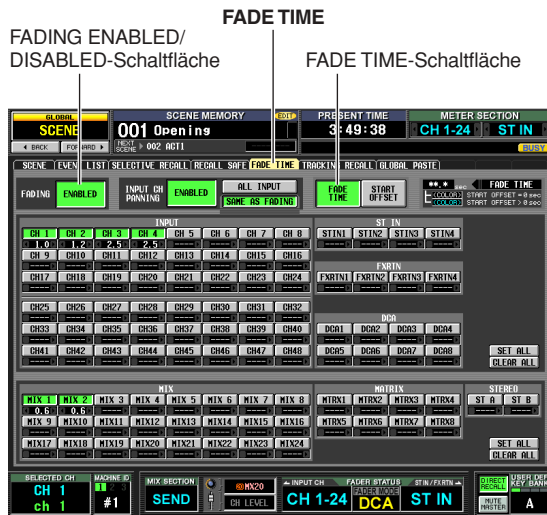 FADE TIME
FADING ENABLED/
DISABLED-Schaltfläche
FADE TIME-Schaltfläche
GLOBAL SCENE MEMORY EDIT PRESENT TIME METER SECTION
SCENE 001 Opening 3:49:38 CH 1-24 ST IN
BACK FORWARD NEXT SCENE 002 ACT1 BUSY
SCENE EVENT LIST SELECTIVE RECALL RECALL SAFE FADE TIME TRACKING RECALL GLOBAL PASTE
FADING ENABLED INPUT CH PANNING ENABLED ALL INPUT SAME AS FADING FADE TIME START OFFSET **.* sec FADE TIME
(COLOR) START OFFSET=0sec
(COLOR) START OFFSET>0sec
INPUT ST IN
CH 1 CH 2 CH 3 CH 4 CH 5 CH 6 CH 7 CH 8 STIN1 STIN2 STIN3 STIN4
1.0 1.2 2.5 2.5 ---- ---- ---- ---- ---- ---- ---- ----
CH 9 CH10 CH11 CH12 CH13 CH14 CH15 CH16 FXRTN
---- ---- ---- ---- ---- ---- ---- ----
CH17 CH18 CH19 CH20 CH21 CH22 CH23 CH24 FXRTN1 FXRTN2 FXRTN3 FXRTN4
---- ---- ---- ---- ---- ---- ---- ---- ---- ---- ---- ----
CH25 CH26 CH27 CH28 CH29 CH30 CH31 CH32
---- ---- ---- ---- ---- ---- ---- ---- DCA
CH33 CH34 CH35 CH36 CH37 CH38 CH39 CH40 DCA1 DCA2 DCA3 DCA4
---- ---- ---- ---- ---- ---- ---- ---- ---- ---- ---- ----
CH41 CH42 CH43 CH44 CH45 CH46 CH47 CH48 DCA5 DCA6 DCA7 DCA8 SET ALL
---- ---- ---- ---- ---- ---- ---- ---- ---- ---- ---- ---- CLEAR ALL
MIX MATRIX STEREO
MIX 1 MIX 2 MIX 3 MIX 4 MIX 5 MIX 6 MIX 7 MIX 8 MTRX1 MTRX2 MTRX3 MTRX4 ST A ST B
0.6 0.6 ---- ---- ---- ---- ---- ---- ---- ---- ---- ---- ---- ----
MIX 9 MIX10 MIX11 MIX12 MIX13 MIX14 MIX15 MIX16 MTRX5 MTRX6 MTRX7 MTRX8
---- ---- ---- ---- ---- ---- ---- ---- ---- ---- ---- ----
MIX17 MIX18 MIX19 MIX20 MIX21 MIX22 MIX23 MIX24 SET ALL
---- ---- ---- ---- ---- ---- ---- ---- CLEAR ALL
SELECTED CH MACHINE ID MIX SECTION MX20 INPUT CH FADER STATUS STIN/FXRTN DIRECT RECALL USER DEF KEY BANK
CH 1 1 2 3 SEND CH LEVEL CH 1-24 FADER MODE DCA ST IN
ch 1 #1 MUTE MASTER A